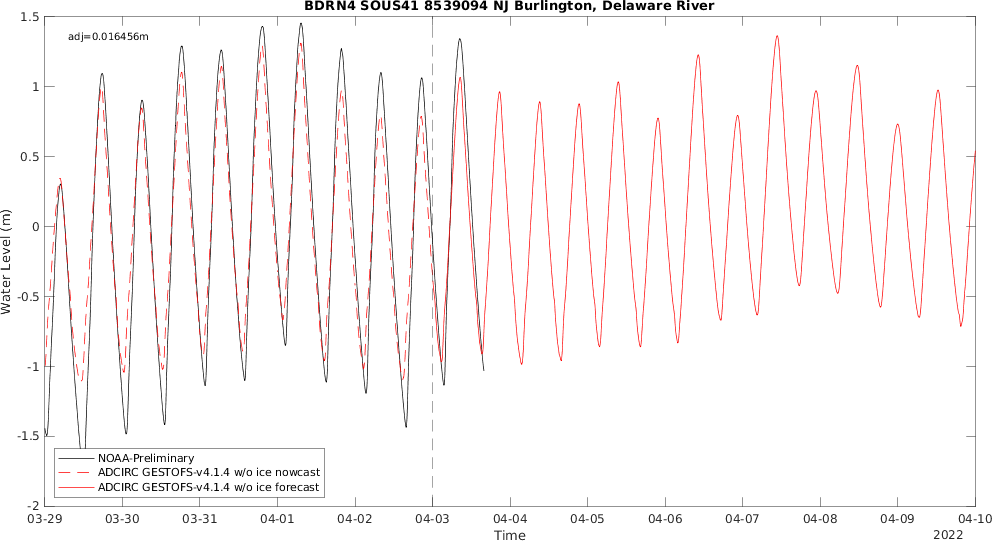 BDRN4 SOUS41 8539094 NJ Burlington, Delaware River
adj=0.016456m
1.5
1
0.5
0
-0.5
-1
-1.5
-2
Water Level (m)
NOAA-Preliminary
ADCIRC GESTOFS-v4.1.4 w/o ice nowcast
ADCIRC GESTOFS-v4.1.4 w/o ice forecast
03-29 03-30 03-31 04-01 04-02 04-03 04-04 04-05 04-06 04-07 04-08 04-09 04-10
Time
2022